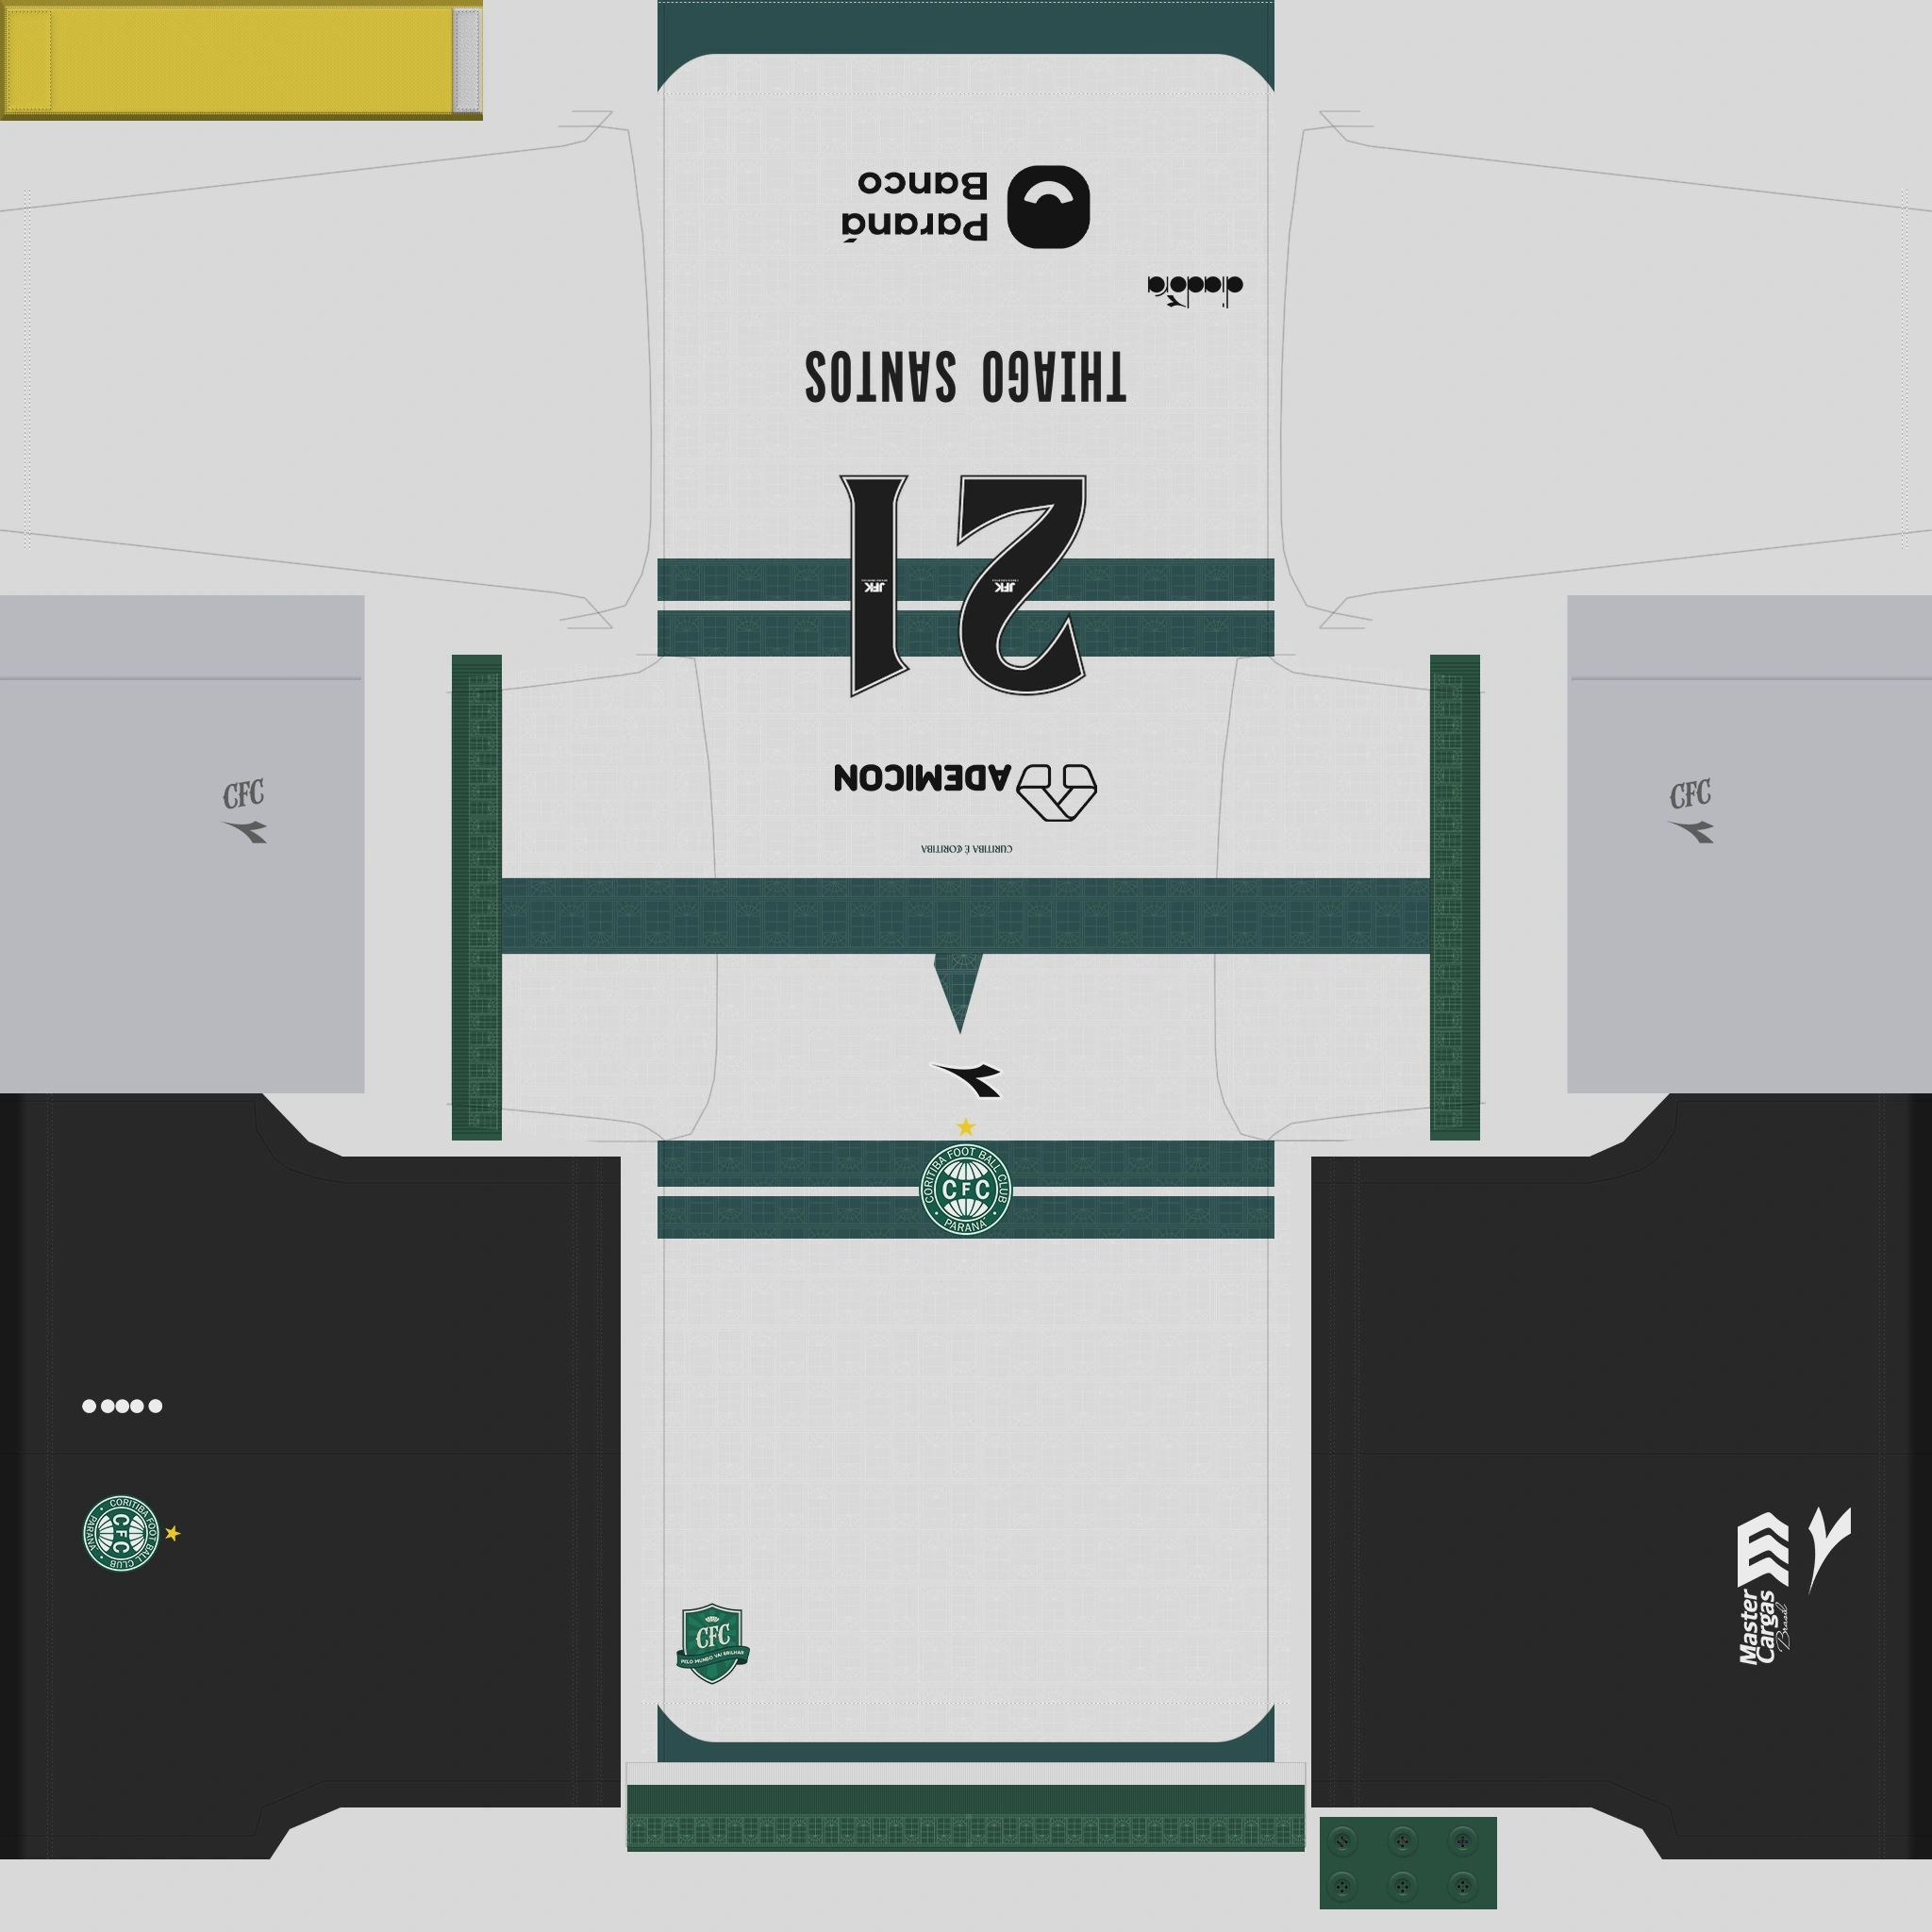 Paraná
Banco
diadora
THIAGO SANTOS
21
JFK
JFK
ADEMICON
CURITIBA É CORITIBA
CFC
CFC
CORITIBA FOOT BALL CLUB
CFC
PARANÁ
CORITIBA FOOT BALL CLUB
CFC
PARANÁ
CFC
PELO MUNDO VAI BRILHAR
Master
Cargas
Brasil